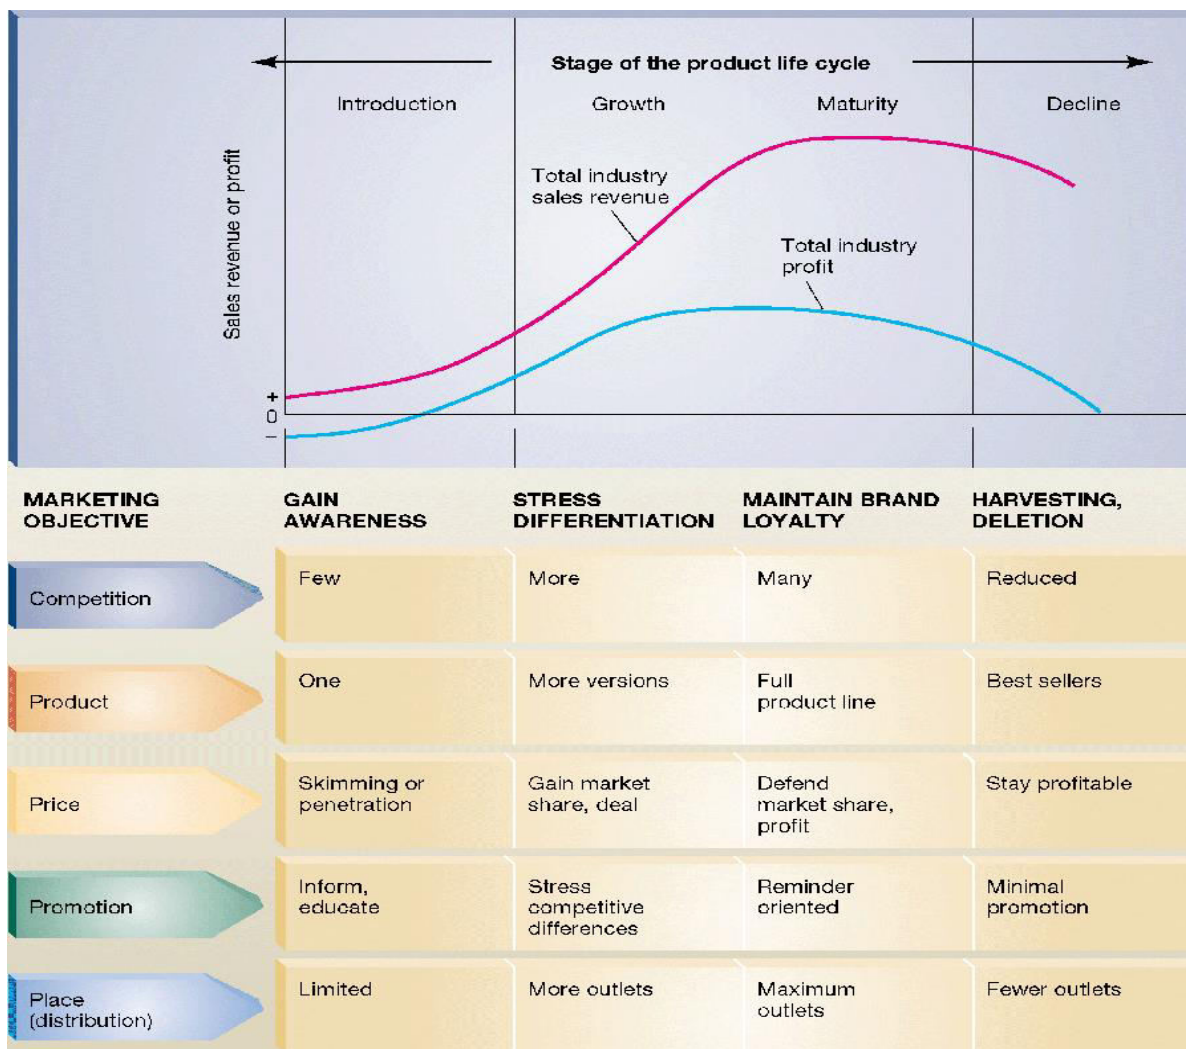 Stage of the product life cycle
Introduction
Growth
Maturity
Decline
Sales revenue or profit
Total industry
sales revenue
Total industry
profit
+
0
–
MARKETING
OBJECTIVE
GAIN
AWARENESS
STRESS
DIFFERENTIATION
MAINTAIN BRAND
LOYALTY
HARVESTING,
DELETION
Competition
Few
More
Many
Reduced
Product
One
More versions
Full
product line
Best sellers
Price
Skimming or
penetration
Gain market
share, deal
Defend
market share,
profit
Stay profitable
Promotion
Inform,
educate
Stress
competitive
differences
Reminder
oriented
Minimal
promotion
Place
(distribution)
Limited
More outlets
Maximum
outlets
Fewer outlets